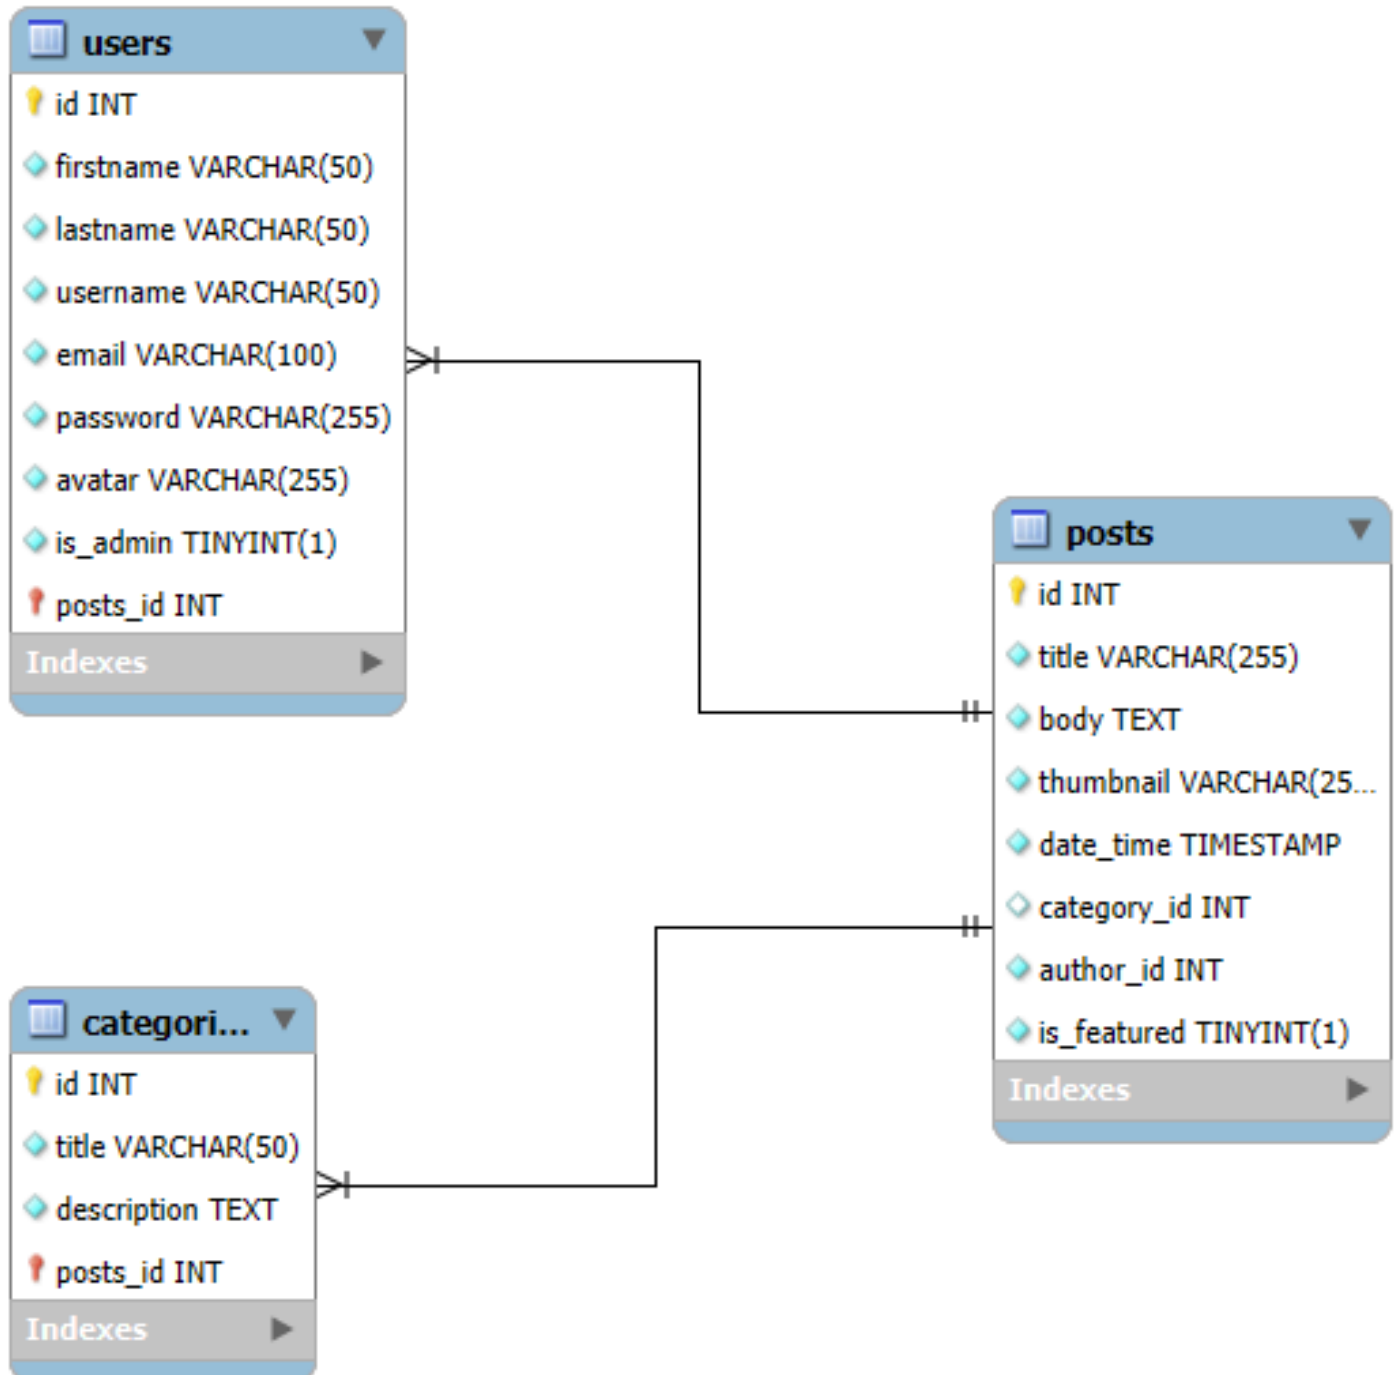 users
id INT
firstname VARCHAR(50)
lastname VARCHAR(50)
username VARCHAR(50)
email VARCHAR(100)
password VARCHAR(255)
avatar VARCHAR(255)
is_admin TINYINT(1)
posts_id INT
Indexes
posts
id INT
title VARCHAR(255)
body TEXT
thumbnail VARCHAR(25...
date_time TIMESTAMP
category_id INT
author_id INT
is_featured TINYINT(1)
Indexes
categori...
id INT
title VARCHAR(50)
description TEXT
posts_id INT
Indexes